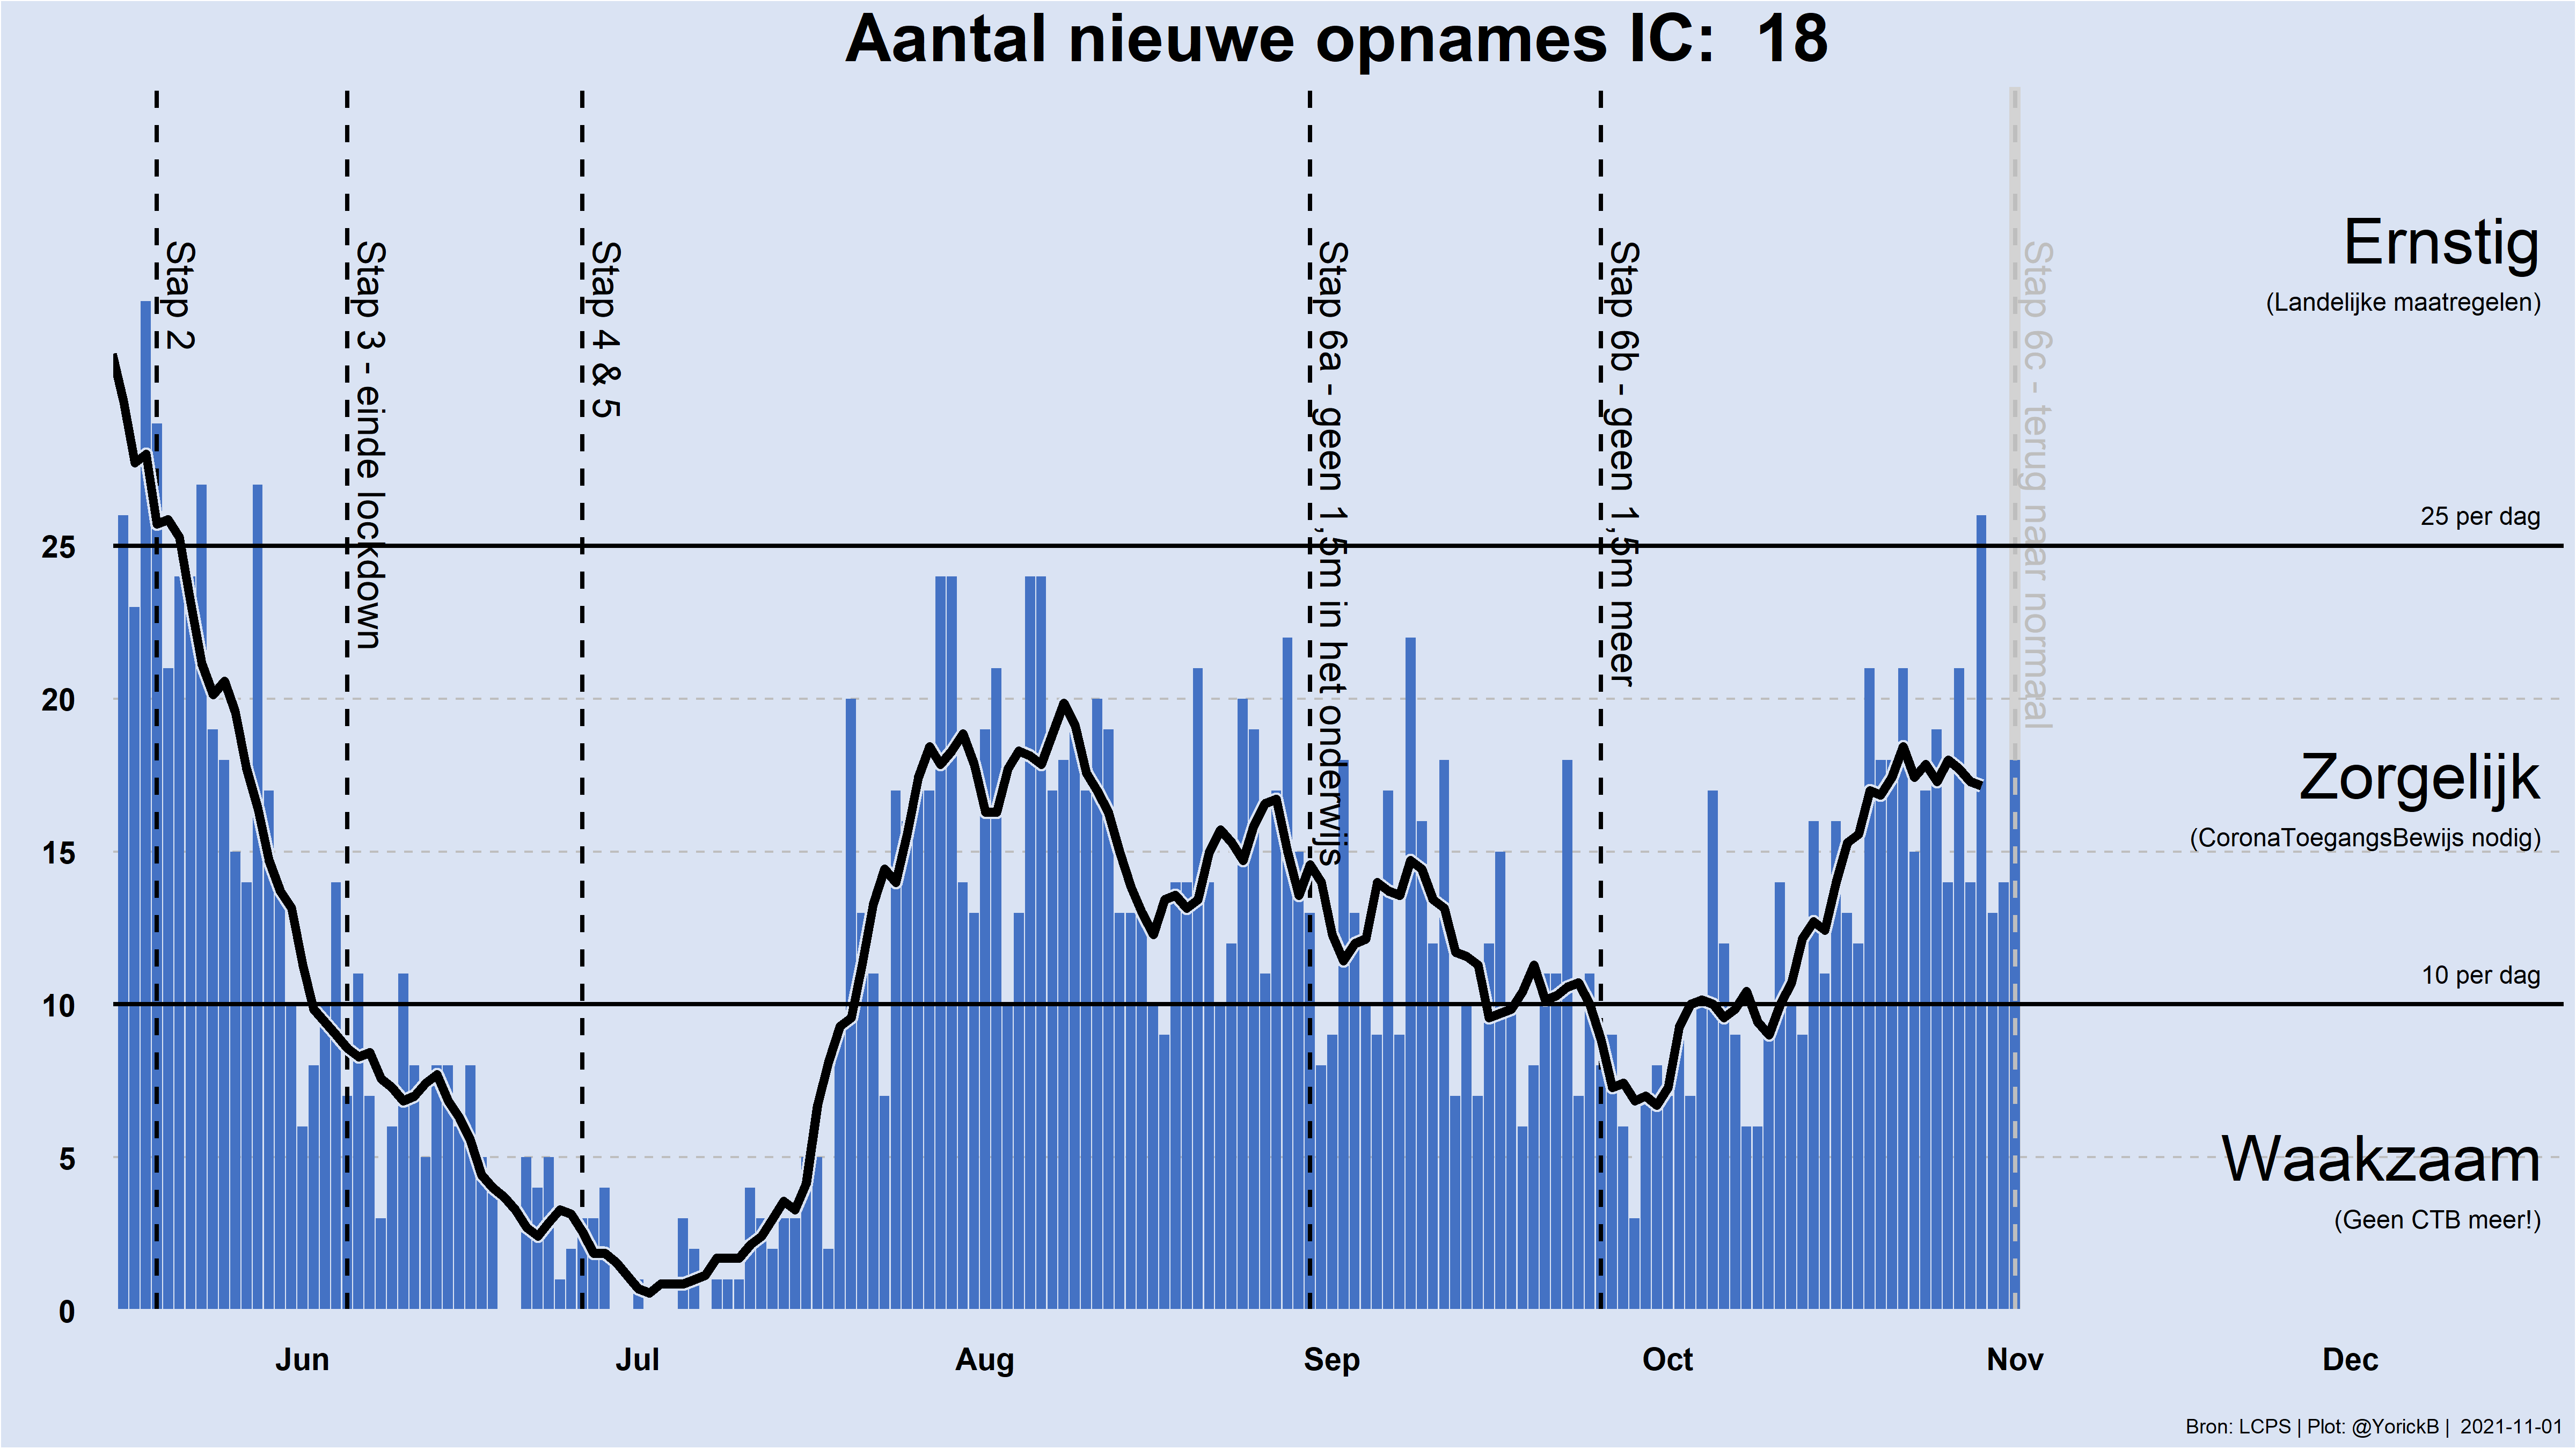 Aantal nieuwe opnames IC: 18
Stap 2
Stap 3 - einde lockdown
Stap 4 & 5
Stap 6a - geen 1,5m in het onderwijs
Stap 6b - geen 1,5m meer
Stap 6c - terug naar normaal
Ernstig
(Landelijke maatregelen)
25 per dag
Zorgelijk
(CoronaToegangsBewijs nodig)
10 per dag
Waakzaam
(Geen CTB meer!)
25
20
15
10
5
0
Jun Jul Aug Sep Oct Nov Dec
Bron: LCPS | Plot: @YorickB | 2021-11-01